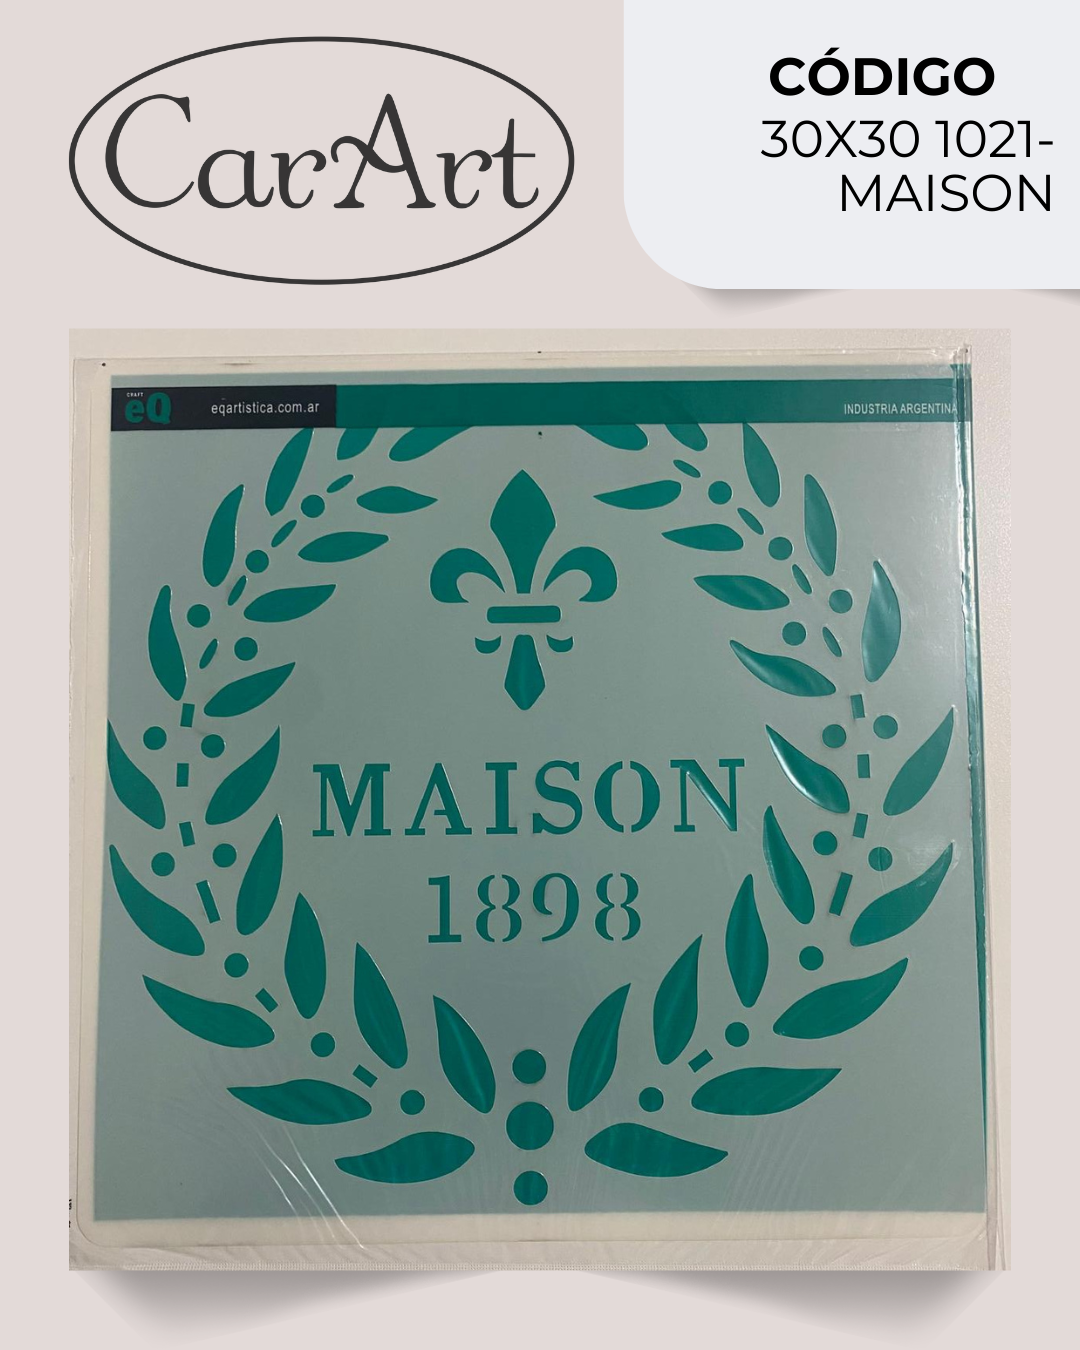 CarArt
CÓDIGO
30X30 1021-
MAISON
CRAFT
eQ
eqartistica.com.ar
INDUSTRIA ARGENTINA
MAISON
1898